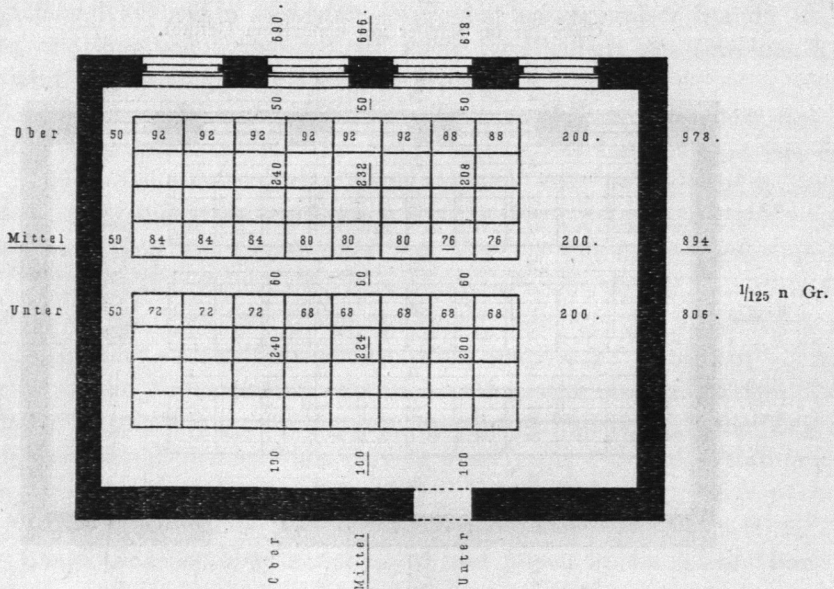 690. 666. 618.
50 50 50
Ober 50 92 92 92 92 92 92 88 88 200. 978.
240 232 208
Mittel 50 84 84 84 80 80 80 76 76 200. 894
60 60 60
1/125 n Gr.
Unter 50 72 72 72 68 68 68 68 68 200. 806.
240 224 200
100 100 100
Ober Mittel Unter